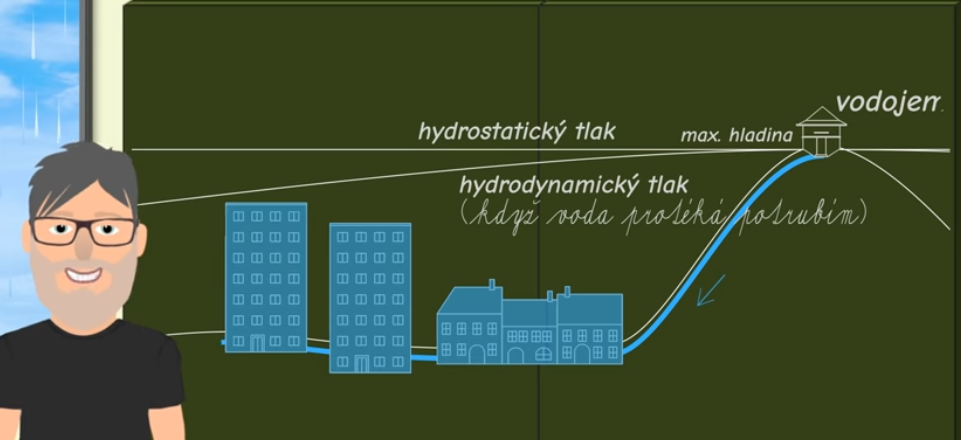 vodojem
hydrostatický tlak
max. hladina
hydrodynamický tlak
(když voda protéká potrubím)